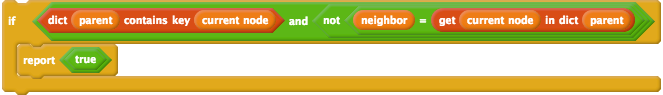 if dict parent contains key current node and not neighbor = get current node in dict parent
report true